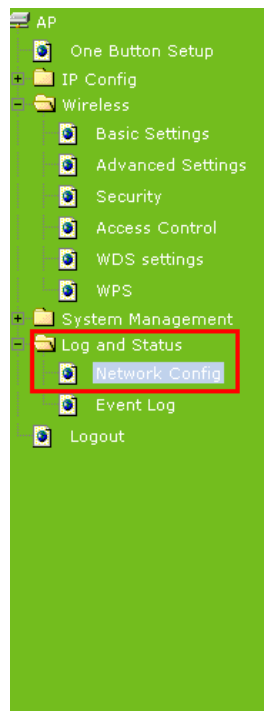 AP
One Button Setup
IP Config
Wireless
Basic Settings
Advanced Settings
Security
Access Control
WDS settings
WPS
System Management
Log and Status
Network Config
Event Log
Logout